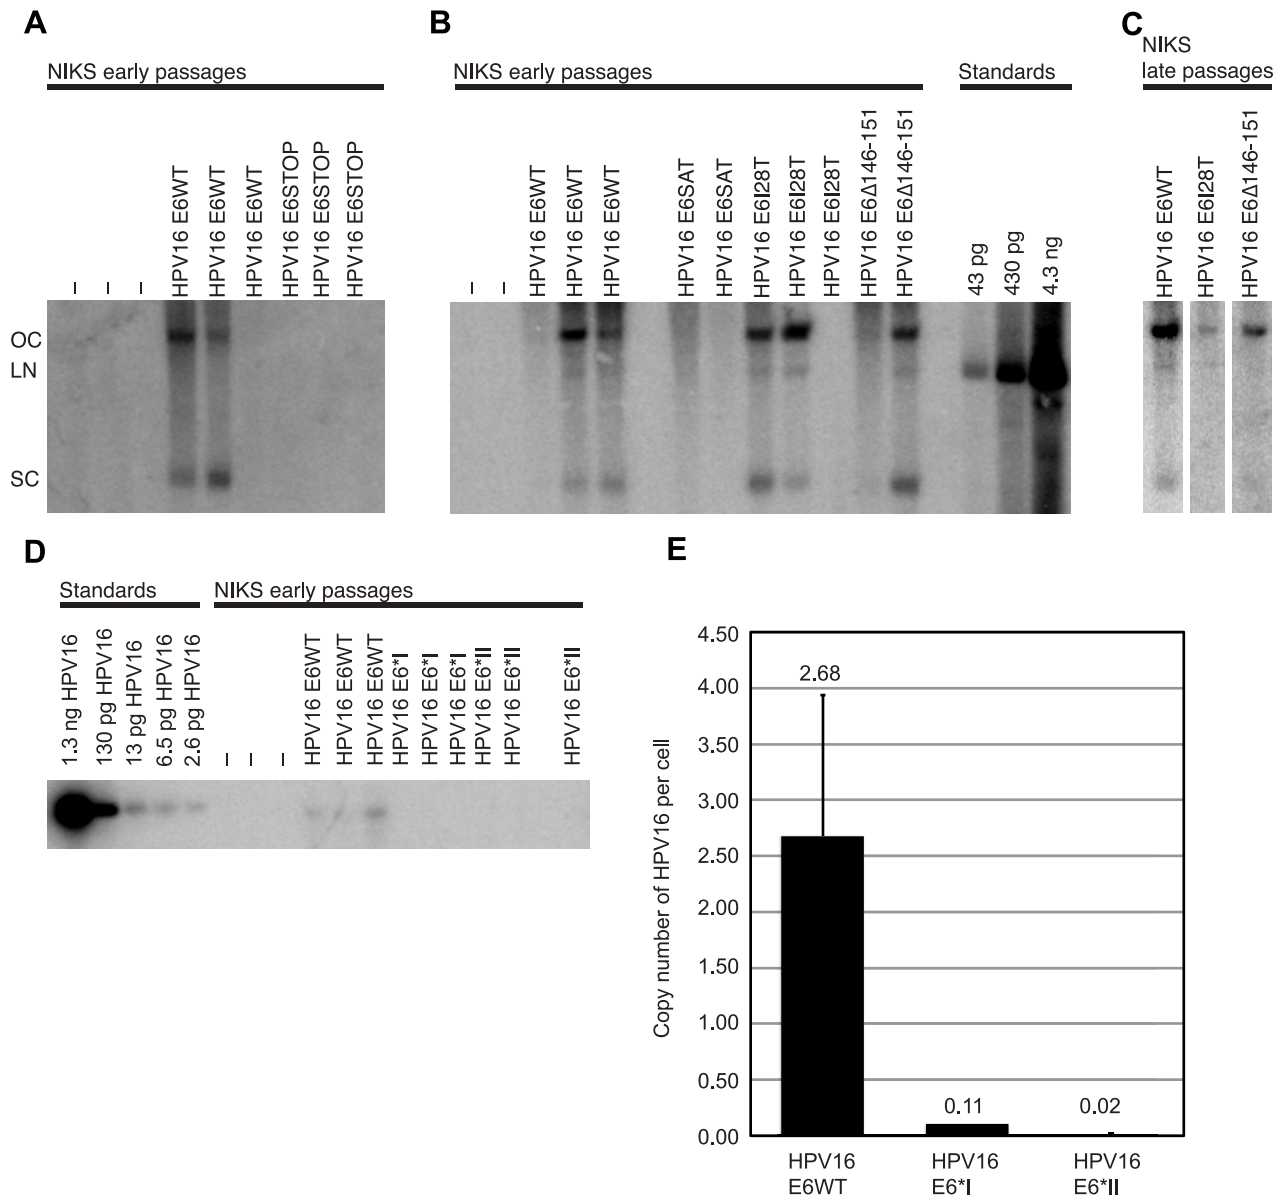 A
NIKS early passages
–
–
–
HPV16 E6WT
HPV16 E6WT
HPV16 E6WT
HPV16 E6STOP
HPV16 E6STOP
HPV16 E6STOP
OC
LN
SC
B
NIKS early passages
–
–
HPV16 E6WT
HPV16 E6WT
HPV16 E6WT
HPV16 E6SAT
HPV16 E6SAT
HPV16 E6I28T
HPV16 E6I28T
HPV16 E6I28T
HPV16 E6Δ146-151
HPV16 E6Δ146-151
Standards
43 pg
430 pg
4.3 ng
C
NIKS
late passages
HPV16 E6WT
HPV16 E6I28T
HPV16 E6Δ146-151
D
Standards
1.3 ng HPV16
130 pg HPV16
13 pg HPV16
6.5 pg HPV16
2.6 pg HPV16
NIKS early passages
–
–
–
HPV16 E6WT
HPV16 E6WT
HPV16 E6WT
HPV16 E6*I
HPV16 E6*I
HPV16 E6*I
HPV16 E6*II
HPV16 E6*II
HPV16 E6*II
E
Copy number of HPV16 per cell
4.50
4.00
3.50
3.00
2.50
2.00
1.50
1.00
0.50
0.00
2.68
0.11
0.02
HPV16
E6WT
HPV16
E6*I
HPV16
E6*II